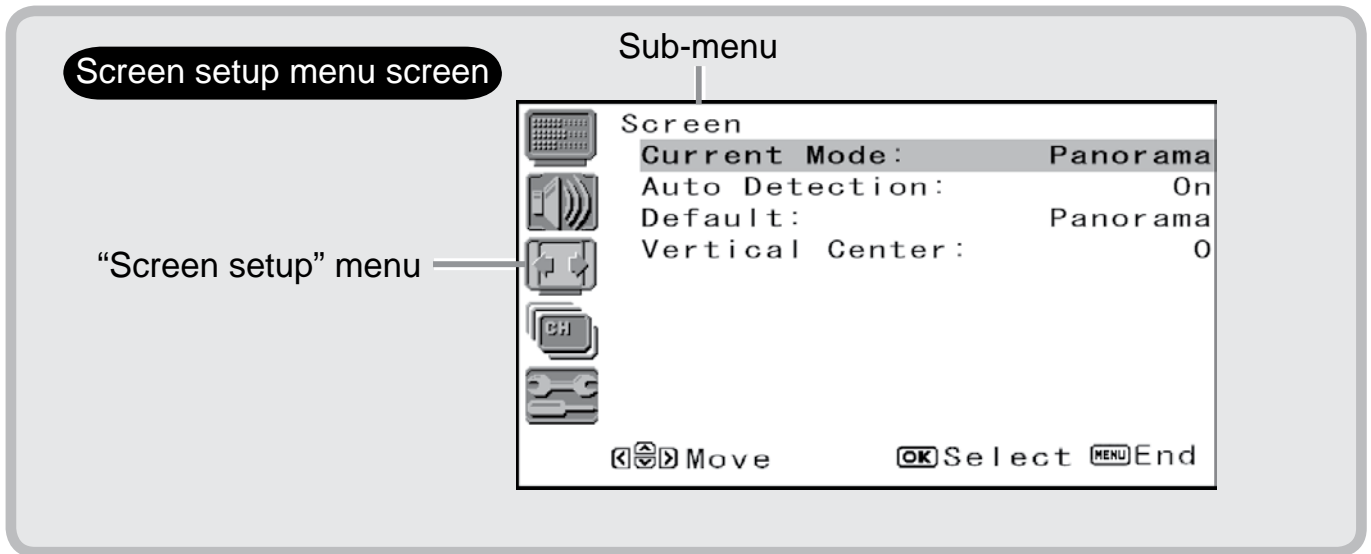 Sub-menu
Screen setup menu screen
Screen
Current Mode: Panorama
Auto Detection: On
Default: Panorama
Vertical Center: 0
“Screen setup” menu
CH
Move OK Select MENU End